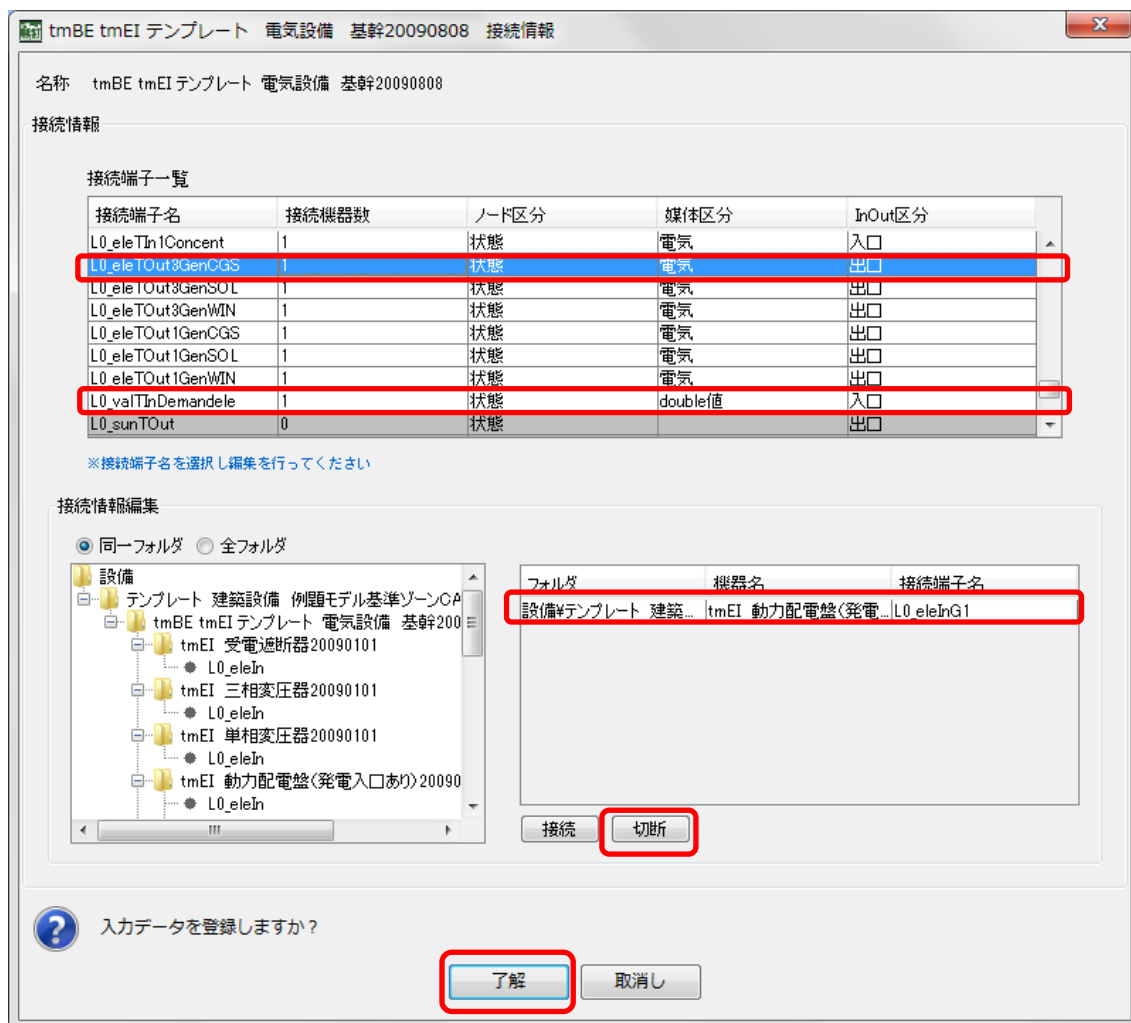 tmBE tmEI テンプレート 電気設備 基幹20090808 接続情報
名称 tmBE tmEI テンプレート 電気設備 基幹20090808
接続情報
接続端子一覧
接続端子名 接続機器数 ノード区分 媒体区分 InOut区分
L0_eleTIn1Concent 1 状態 電気 入口
L0_eleTOut3GenCGS 1 状態 電気 出口
L0_eleTOut3GenSOL 1 状態 電気 出口
L0_eleTOut3GenWIN 1 状態 電気 出口
L0_eleTOut1GenCGS 1 状態 電気 出口
L0_eleTOut1GenSOL 1 状態 電気 出口
L0_eleTOut1GenWIN 1 状態 電気 出口
L0_valTInDemandele 1 状態 double値 入口
L0_sunTOut 0 状態 出口
※接続端子名を選択し編集を行ってください
接続情報編集
同一フォルダ 全フォルダ
設備
テンプレート 建築設備 例題モデル基準ゾーンCA
tmBE tmEI テンプレート 電気設備 基幹200
tmEI 受電遮断器20090101
L0_eleIn
tmEI 三相変圧器20090101
L0_eleIn
tmEI 単相変圧器20090101
L0_eleIn
tmEI 動力配電盤(発電入口あり)20090
L0_eleIn
フォルダ 機器名 接続端子名
設備¥テンプレート 建築... tmEI 動力配電盤(発電... L0_eleInG1
接続 切断
入力データを登録しますか？
了解 取消し